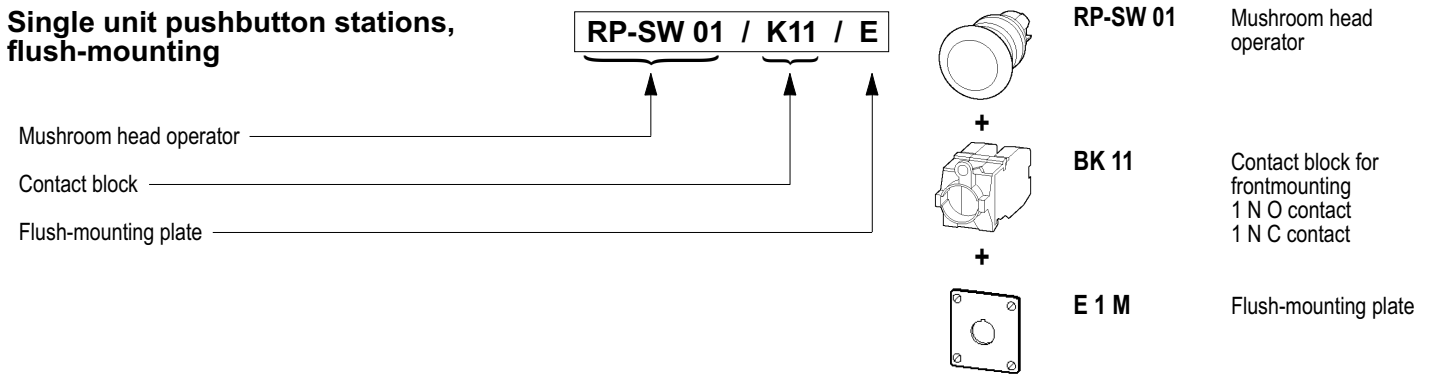 Single unit pushbutton stations,
flush-mounting
RP-SW 01 / K11 / E
Mushroom head operator
Contact block
Flush-mounting plate
RP-SW 01 Mushroom head
operator
+
BK 11 Contact block for
frontmounting
1 N O contact
1 N C contact
+
E 1 M Flush-mounting plate